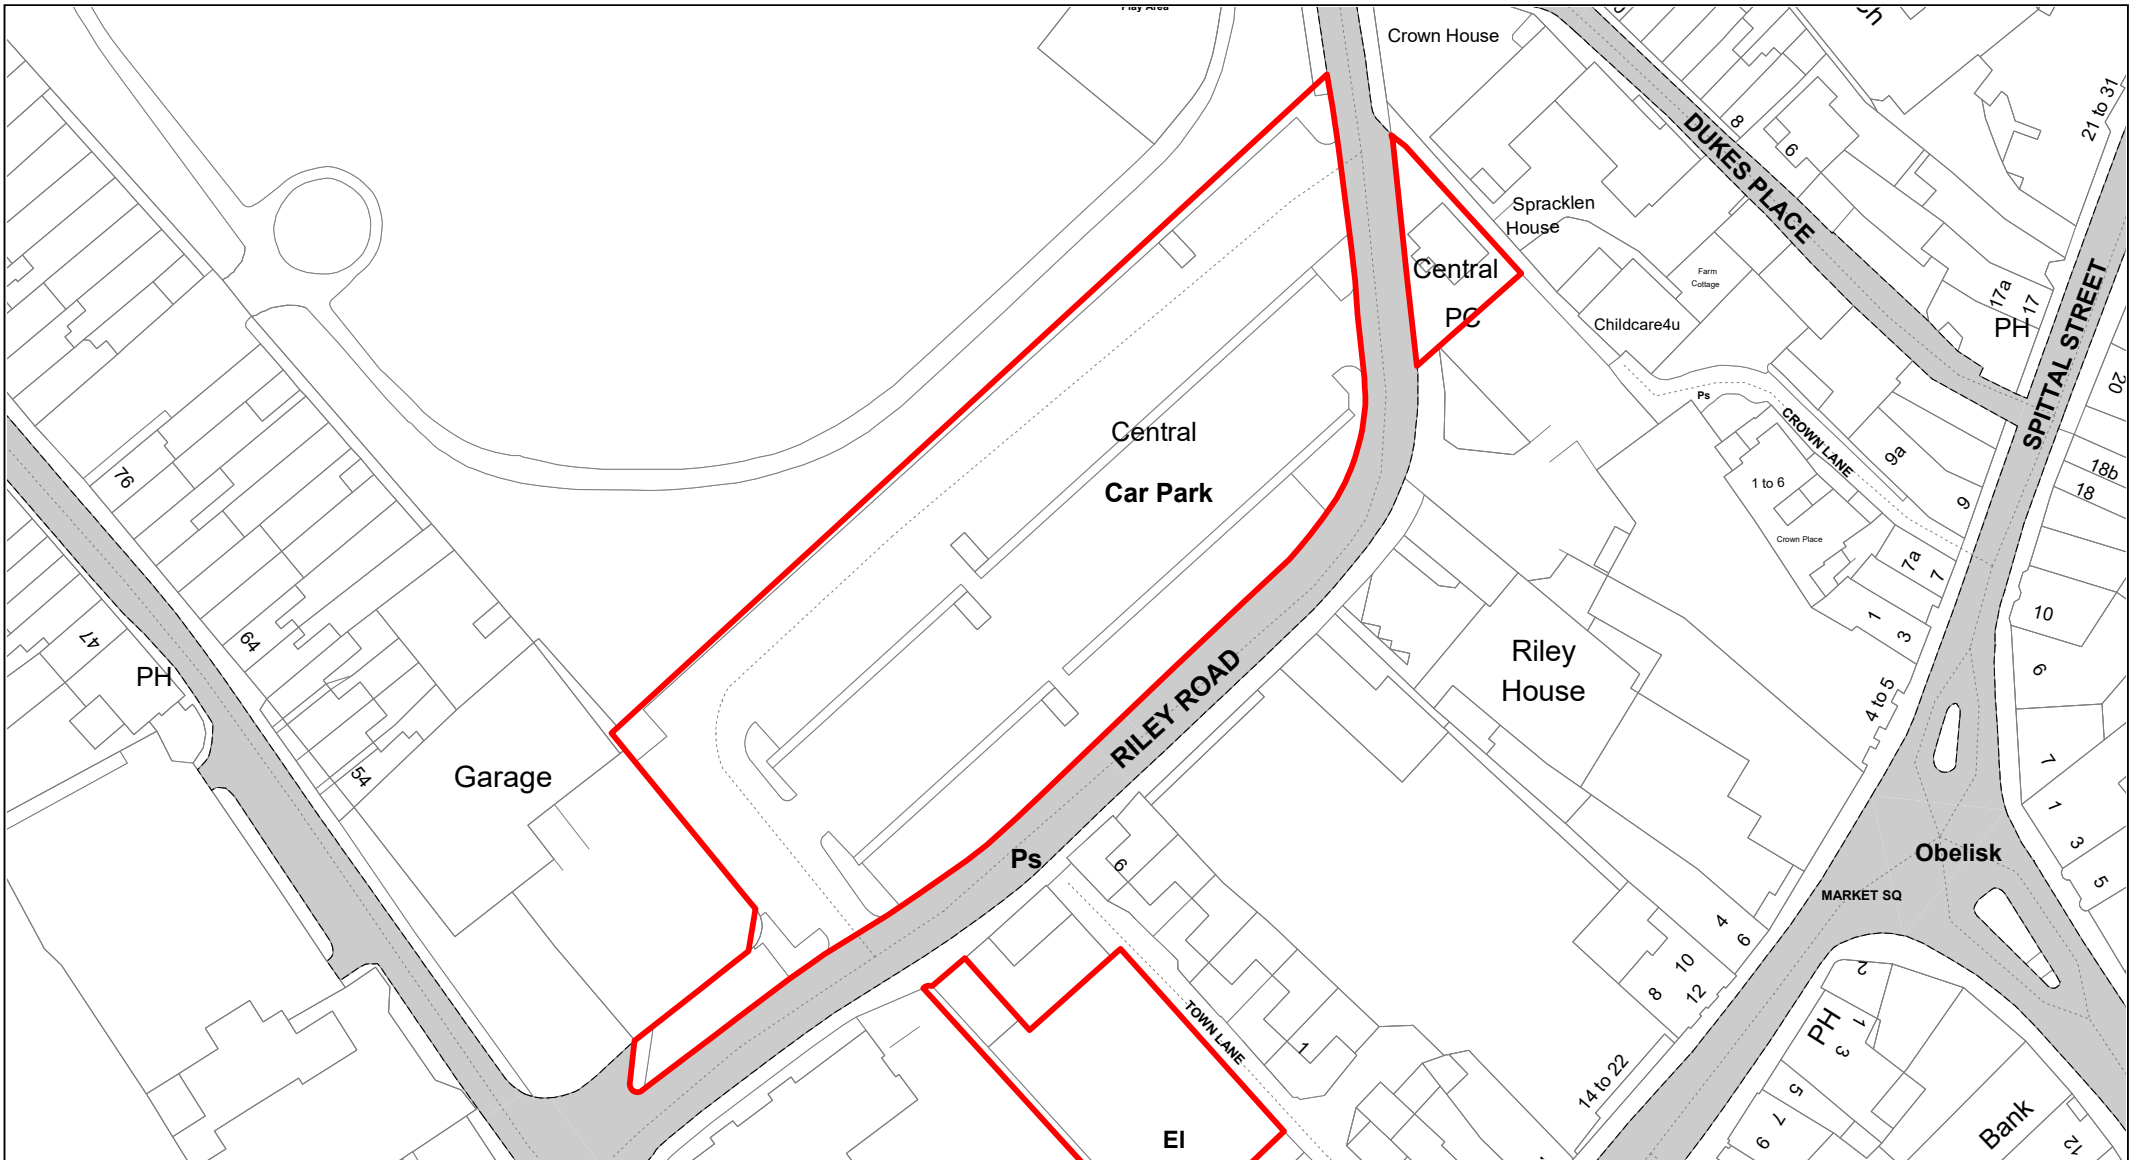 Play Area
Crown House
Ch
21 to 31
8
6
DUKES PLACE
Spracklen
House
Central
PC
Farm
Cottage
Childcare4u
17a
17
PH
SPITTAL STREET
20
Ps
CROWN LANE
9a
9
18b
18
1 to 6
Crown Place
7a
7
1
3
10
6
76
Central
Car Park
64
47
PH
54
Garage
RILEY ROAD
Riley
House
4 to 5
7
1
3
5
Obelisk
MARKET SQ
Ps
6
4
6
10
8
12
TOWN LANE
1
14 to 22
2
PH
1
3
5
7
9
Bank
12
El